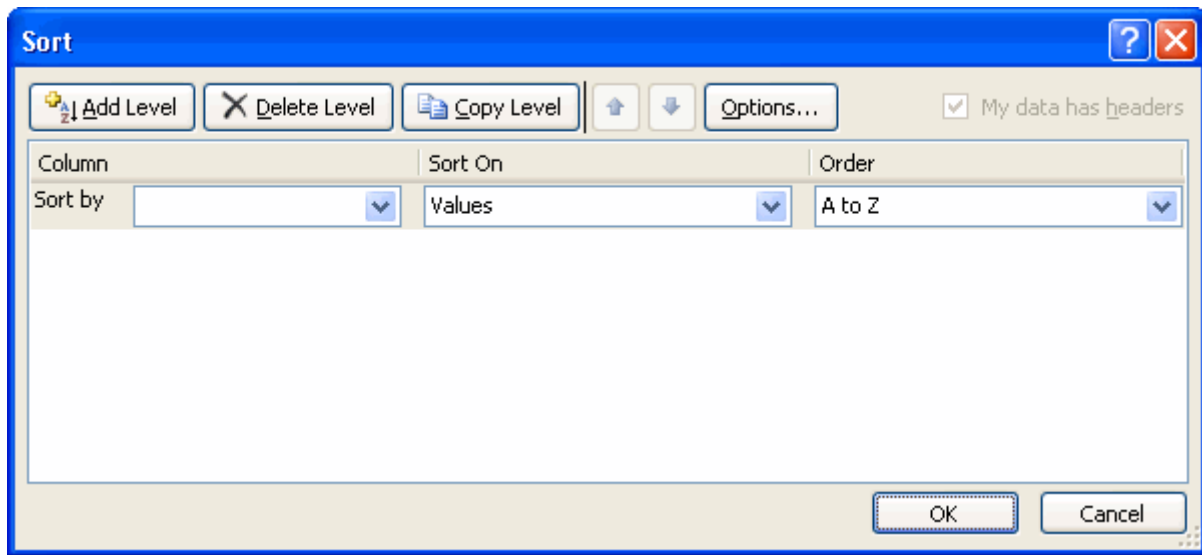 Sort
Add Level Delete Level Copy Level Options... My data has headers
Column Sort On Order
Sort by Values A to Z
OK Cancel